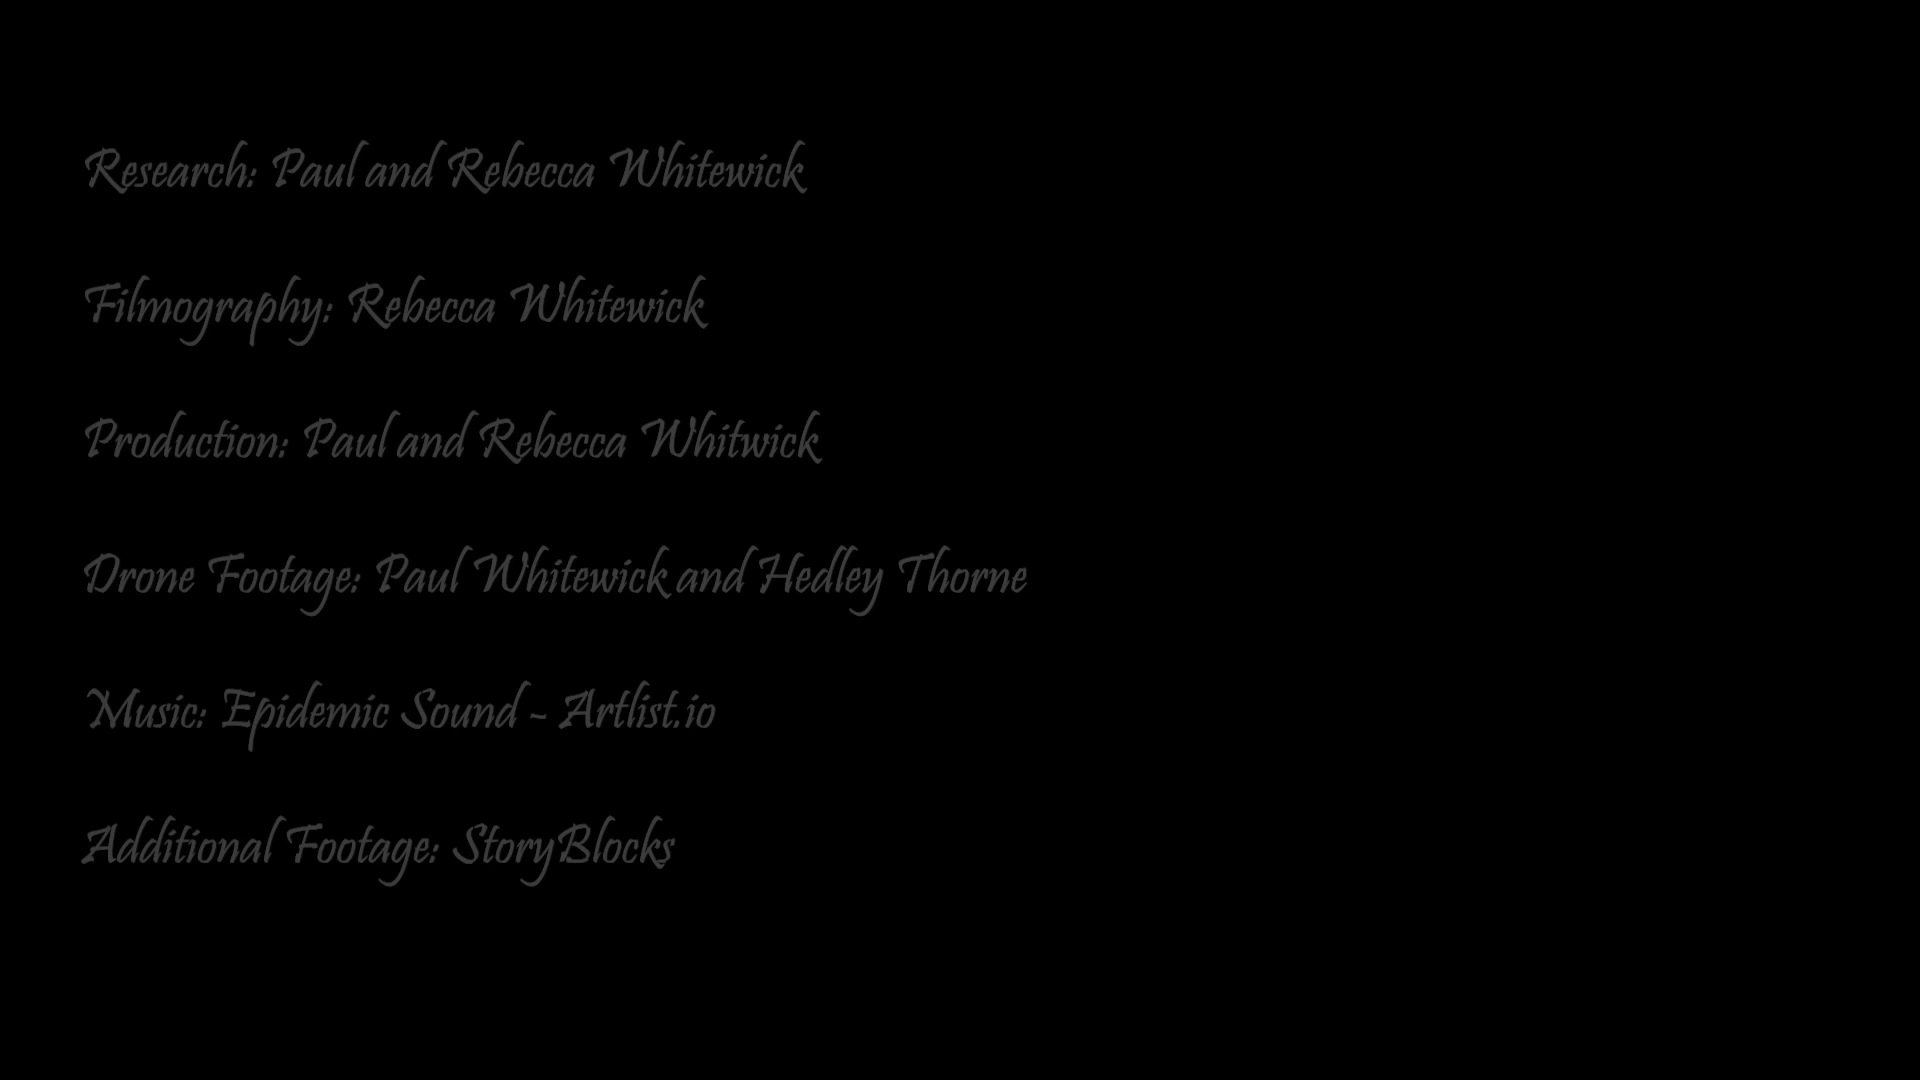 Research: Paul and Rebecca Whitewick
Filmography: Rebecca Whitewick
Production: Paul and Rebecca Whitwick
Drone Footage: Paul Whitewick and Hedley Thorne
Music: Epidemic Sound - Artlist.io
Additional Footage: StoryBlocks